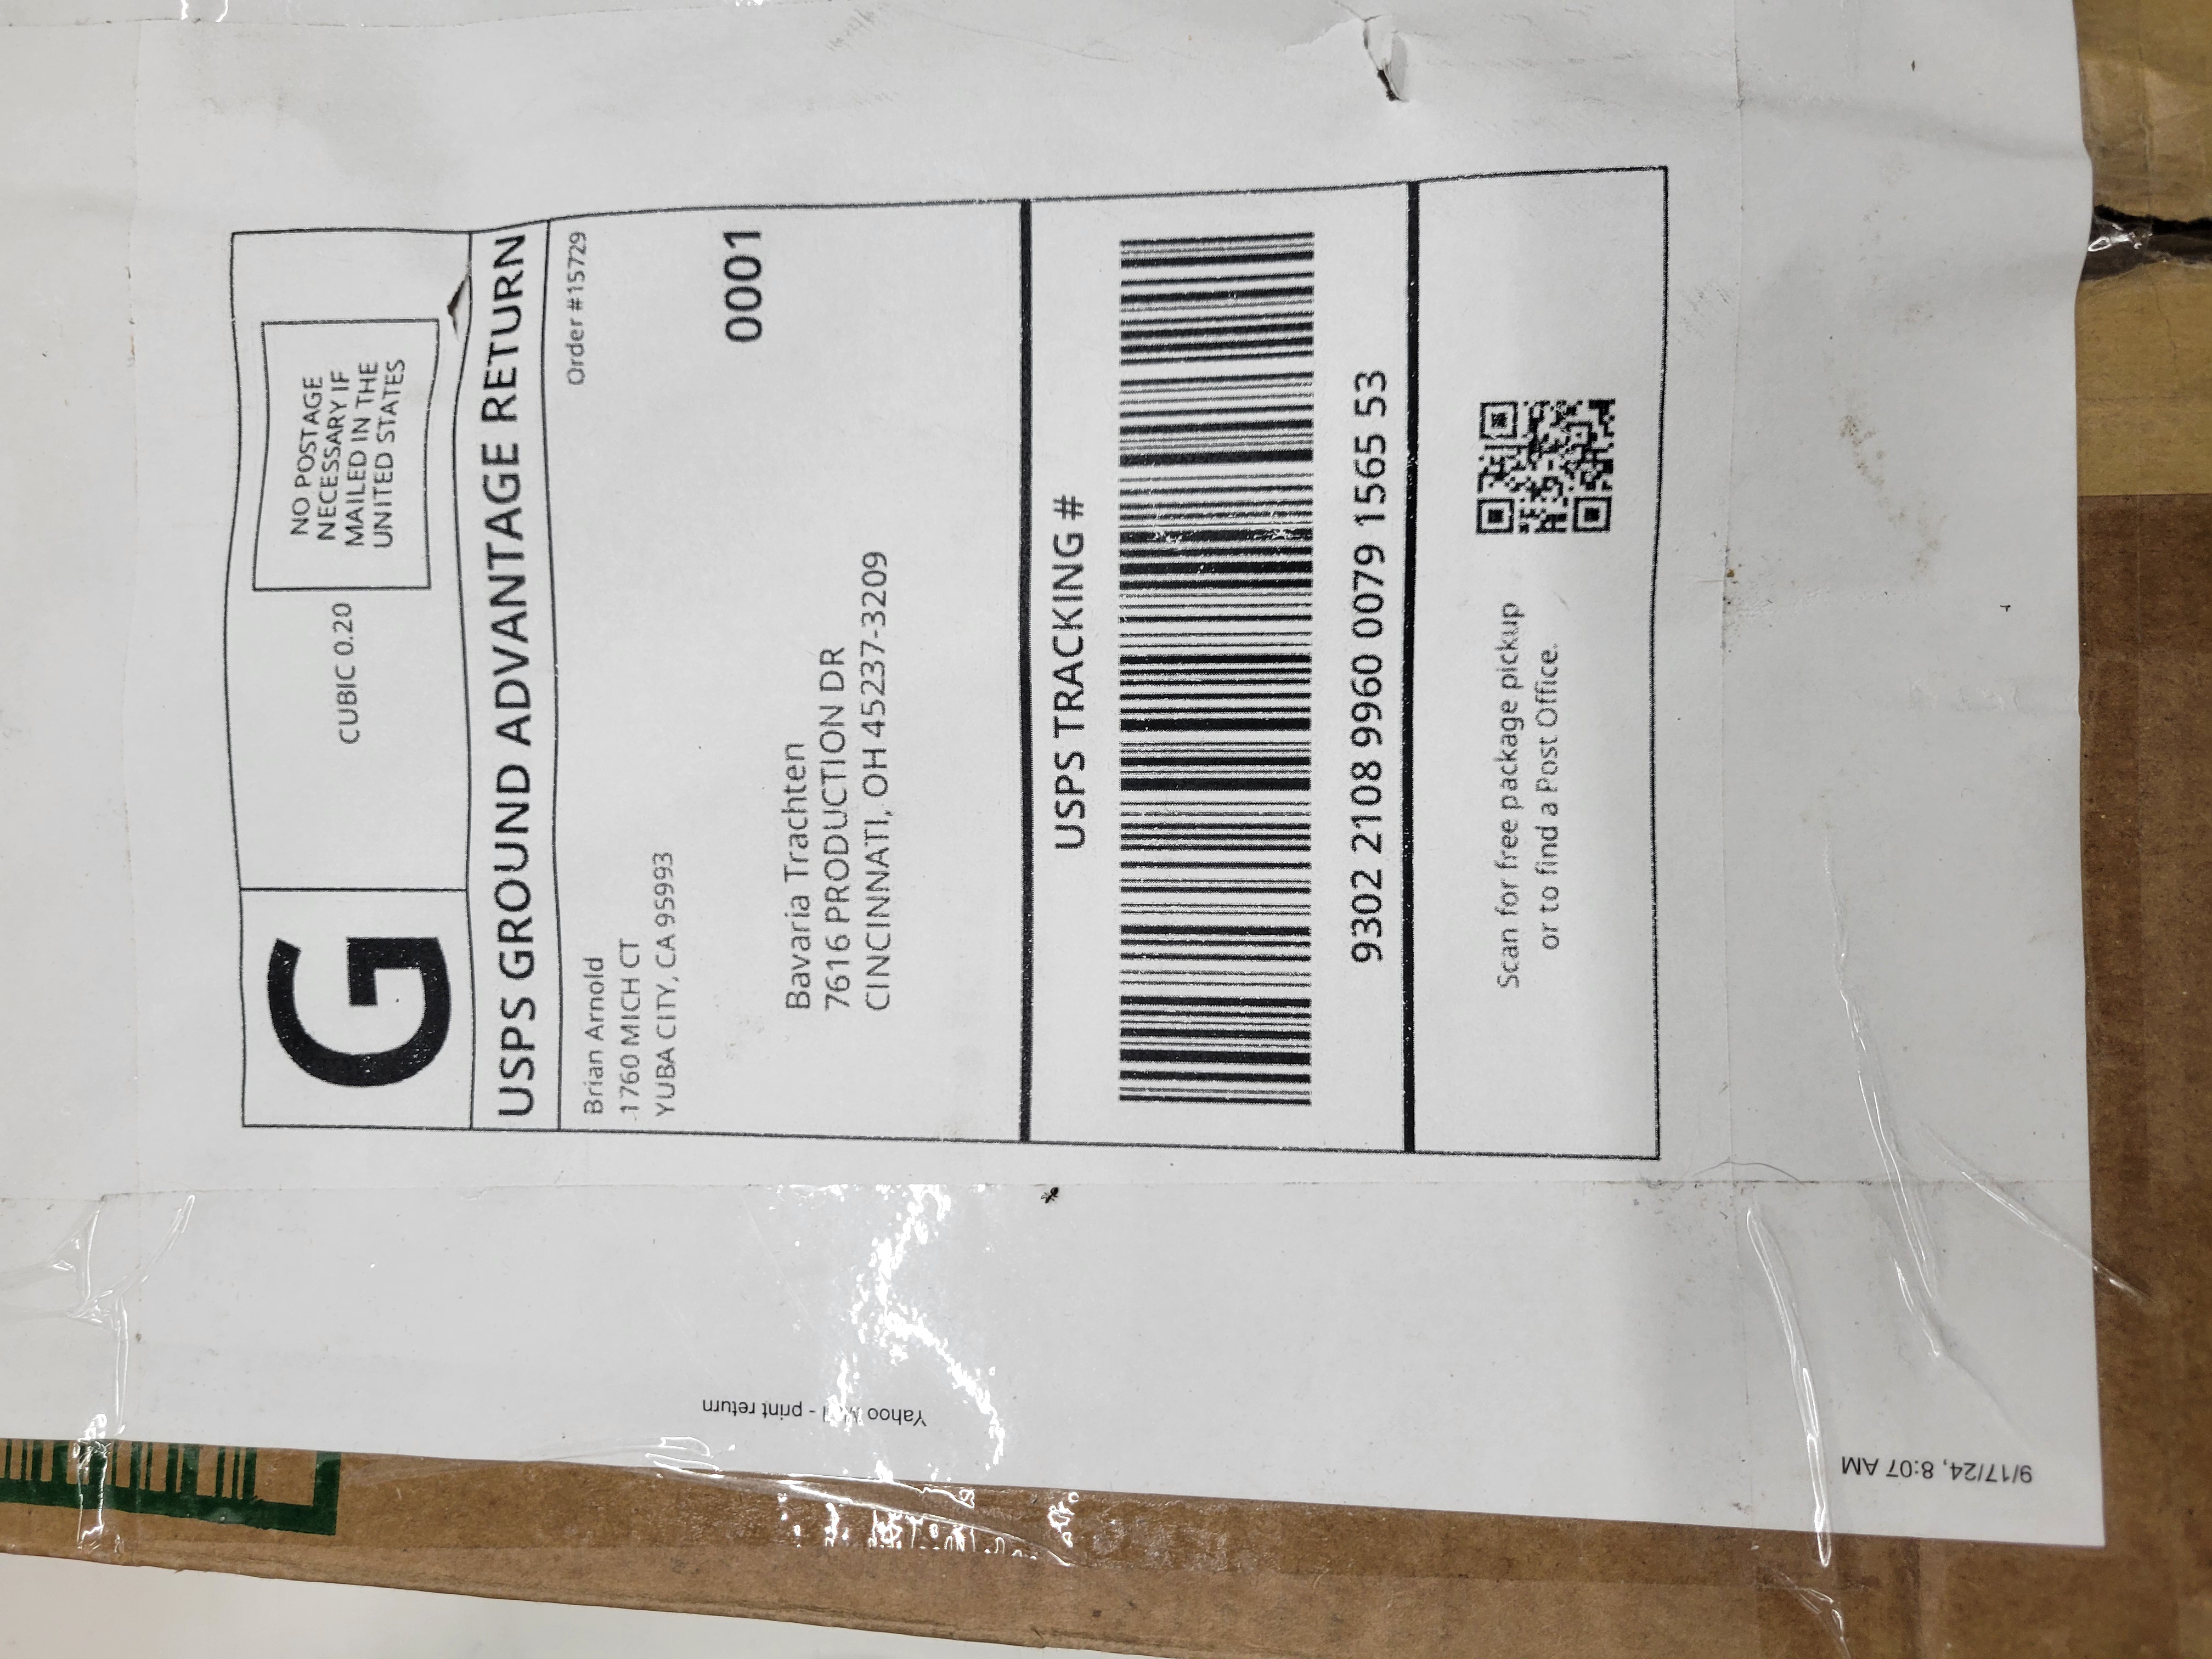 G
CUBIC 0.20
NO POSTAGE
NECESSARY IF
MAILED IN THE
UNITED STATES
USPS GROUND ADVANTAGE RETURN
Order #15729
Brian Arnold
1760 MICH CT
YUBA CITY, CA 95993
0001
Bavaria Trachten
7616 PRODUCTION DR
CINCINNATI, OH 45237-3209
USPS TRACKING #
9302 2108 9960 0079 1565 53
Scan for free package pickup
or to find a Post Office.
Yahoo - print return
9/17/24, 8:07 AM